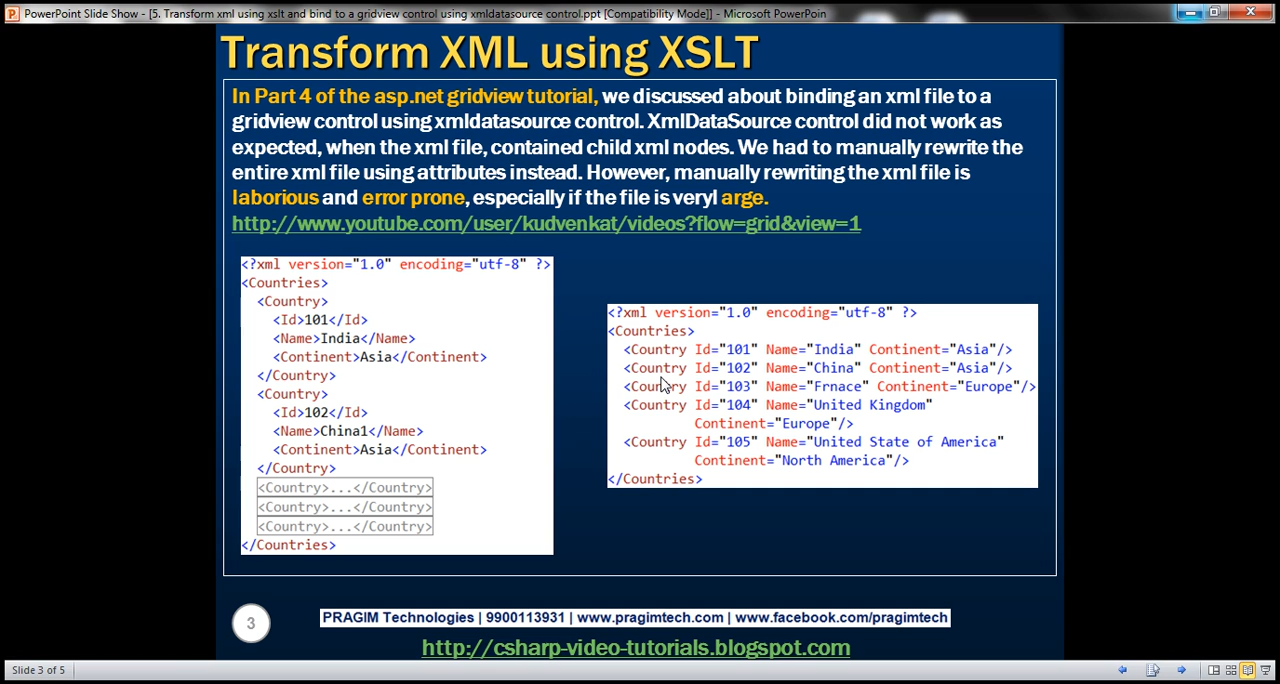 PowerPoint Slide Show - [5. Transform xml using xslt and bind to a gridview control using xmldatasource control.ppt [Compatibility Mode]] - Microsoft PowerPoint
Transform XML using XSLT
In Part 4 of the asp.net gridview tutorial, we discussed about binding an xml file to a
gridview control using xmldatasource control. XmlDataSource control did not work as
expected, when the xml file, contained child xml nodes. We had to manually rewrite the
entire xml file using attributes instead. However, manually rewriting the xml file is
laborious and error prone, especially if the file is veryl arge.
http://www.youtube.com/user/kudvenkat/videos?flow=grid&view=1
<?xml version="1.0" encoding="utf-8" ?>
<Countries>
<Country>
<Id>101</Id>
<Name>India</Name>
<Continent>Asia</Continent>
</Country>
<Country>
<Id>102</Id>
<Name>China1</Name>
<Continent>Asia</Continent>
</Country>
<Country>...</Country>
<Country>...</Country>
<Country>...</Country>
</Countries>
<?xml version="1.0" encoding="utf-8" ?>
<Countries>
<Country Id="101" Name="India" Continent="Asia"/>
<Country Id="102" Name="China" Continent="Asia"/>
<Country Id="103" Name="Frnace" Continent="Europe"/>
<Country Id="104" Name="United Kingdom"
Continent="Europe"/>
<Country Id="105" Name="United State of America"
Continent="North America"/>
</Countries>
3
PRAGIM Technologies | 9900113931 | www.pragimtech.com | www.facebook.com/pragimtech
http://csharp-video-tutorials.blogspot.com
Slide 3 of 5